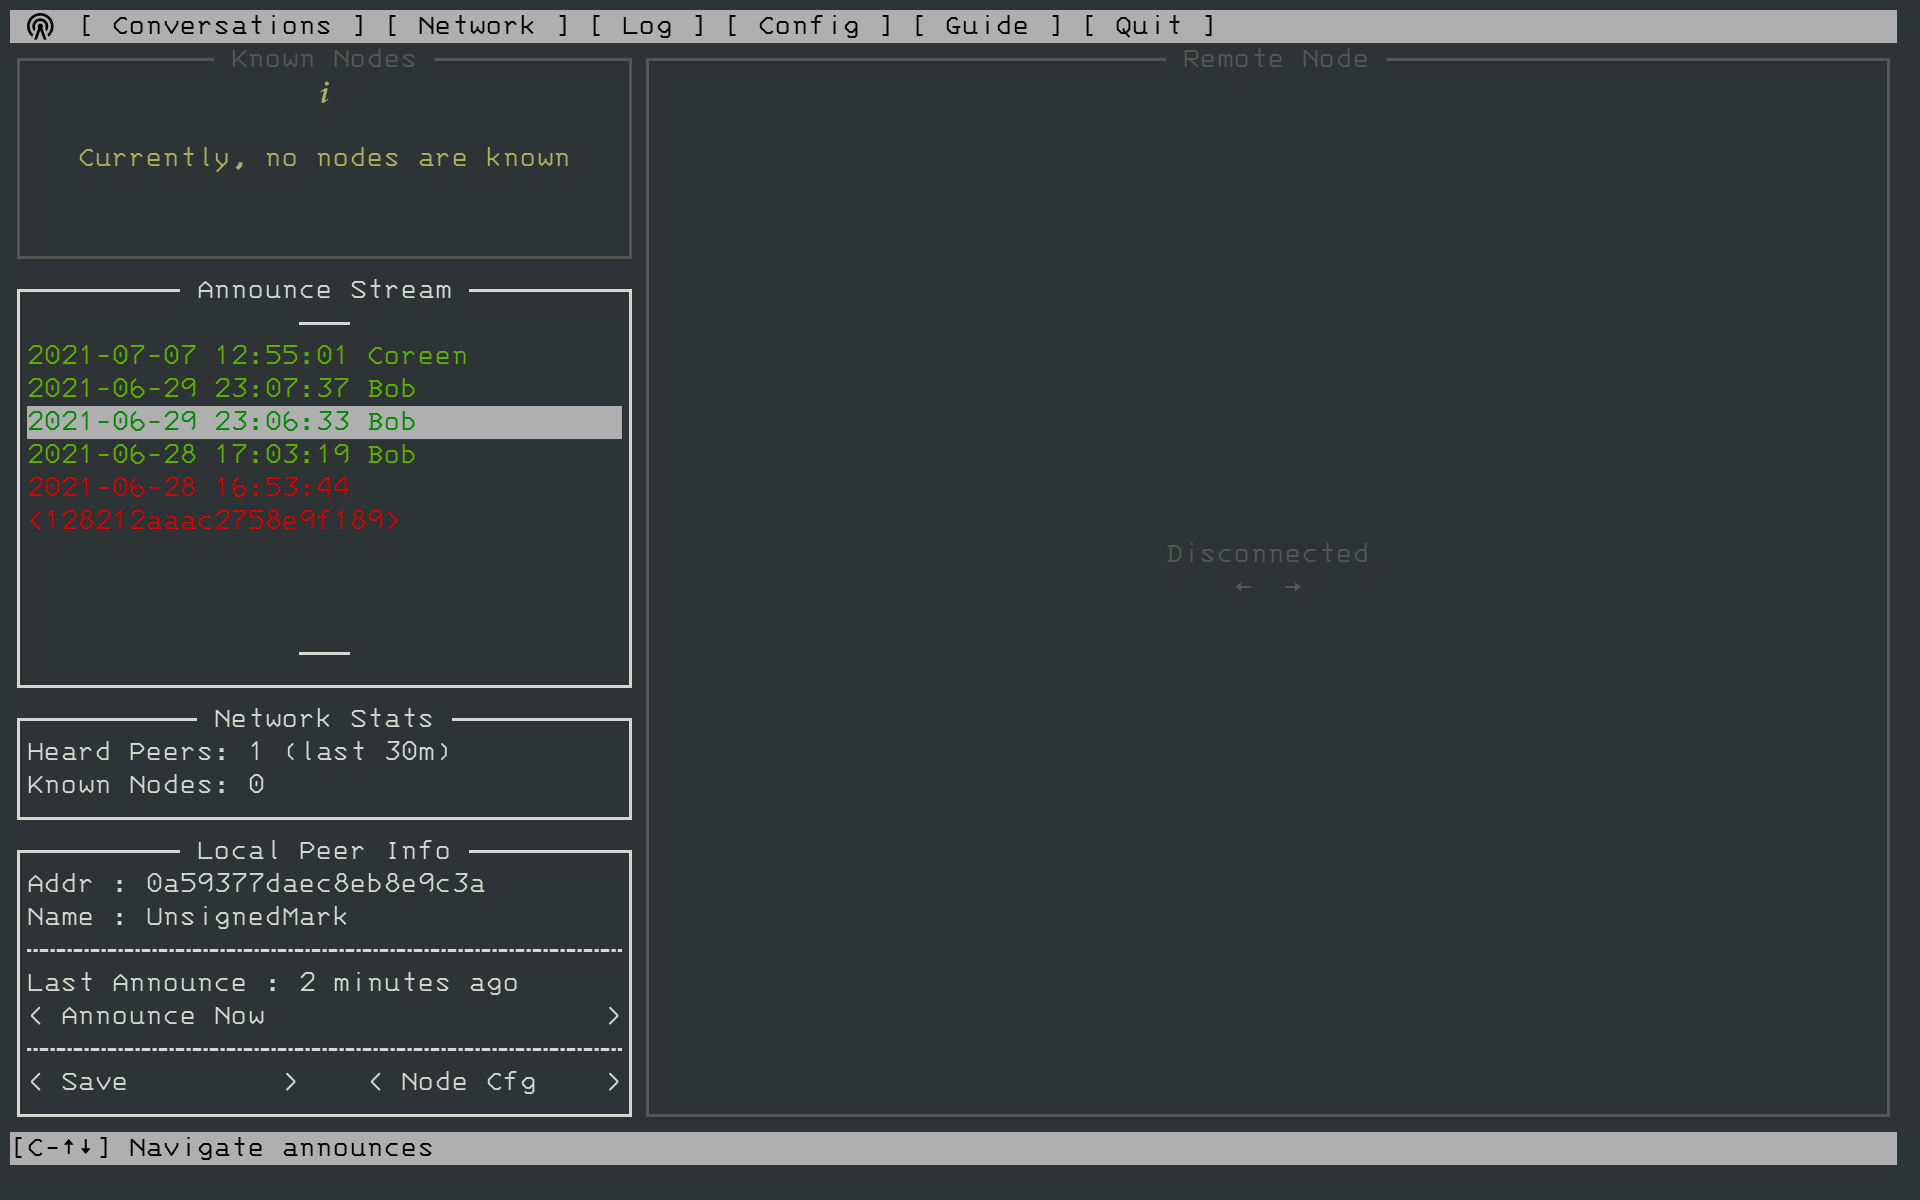 [ Conversations ] [ Network ] [ Log ] [ Config ] [ Guide ] [ Quit ]
Known Nodes
i
Currently, no nodes are known
Announce Stream
2021-07-07 12:55:01 Coreen
2021-06-29 23:07:37 Bob
2021-06-29 23:06:33 Bob
2021-06-28 17:03:19 Bob
2021-06-28 16:53:44
<128212aaac2758e9f189>
Network Stats
Heard Peers: 1 (last 30m)
Known Nodes: 0
Local Peer Info
Addr : 0a59377daec8eb8e9c3a
Name : UnsignedMark
Last Announce : 2 minutes ago
< Announce Now >
< Save > < Node Cfg >
Remote Node
Disconnected
← →
[C-↑↓] Navigate announces